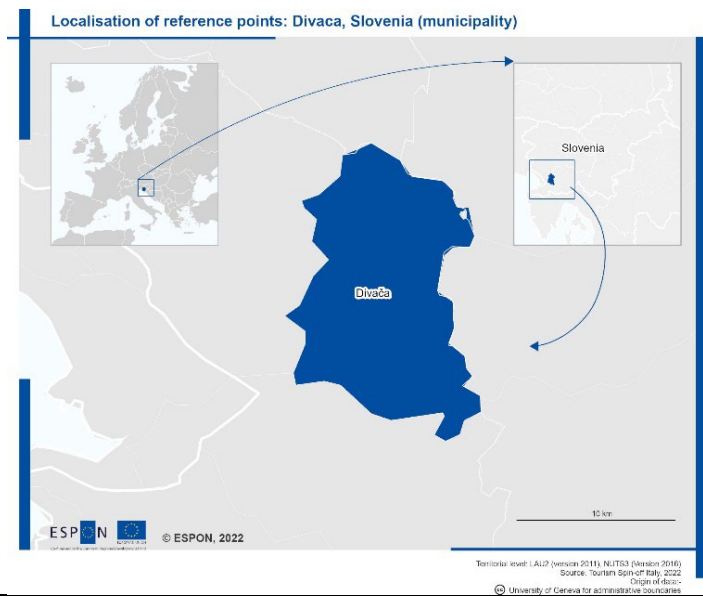 Localisation of reference points: Divaca, Slovenia (municipality)
Slovenia
Divača
10 km
ESPON
© ESPON, 2022
Territorial level: LAU2 (version 2011), NUTS3 (Version 2016)
Source: Tourism Spin-off Italy, 2022
Origin of data:-
University of Geneva for administrative boundaries